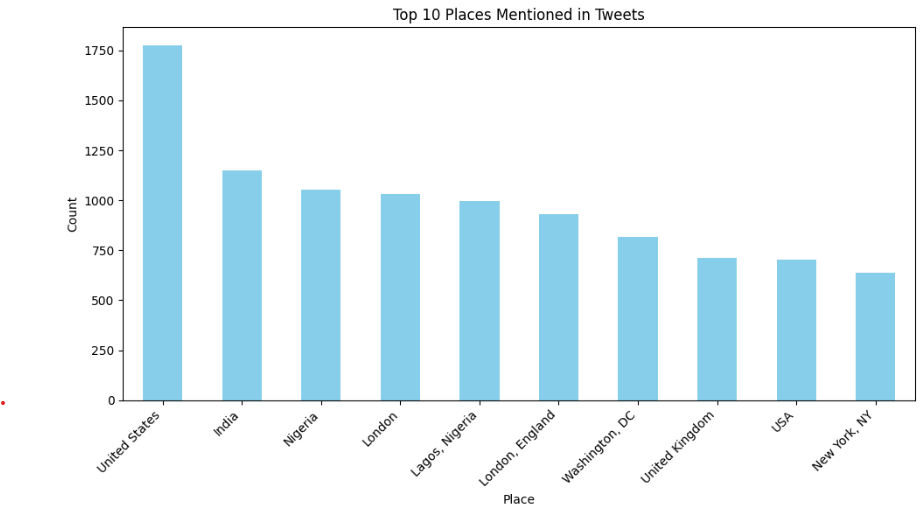 Top 10 Places Mentioned in Tweets
1750
1500
1250
1000
750
500
250
0
Count
United States
India
Nigeria
London
Lagos, Nigeria
London, England
Washington, DC
United Kingdom
USA
New York, NY
Place